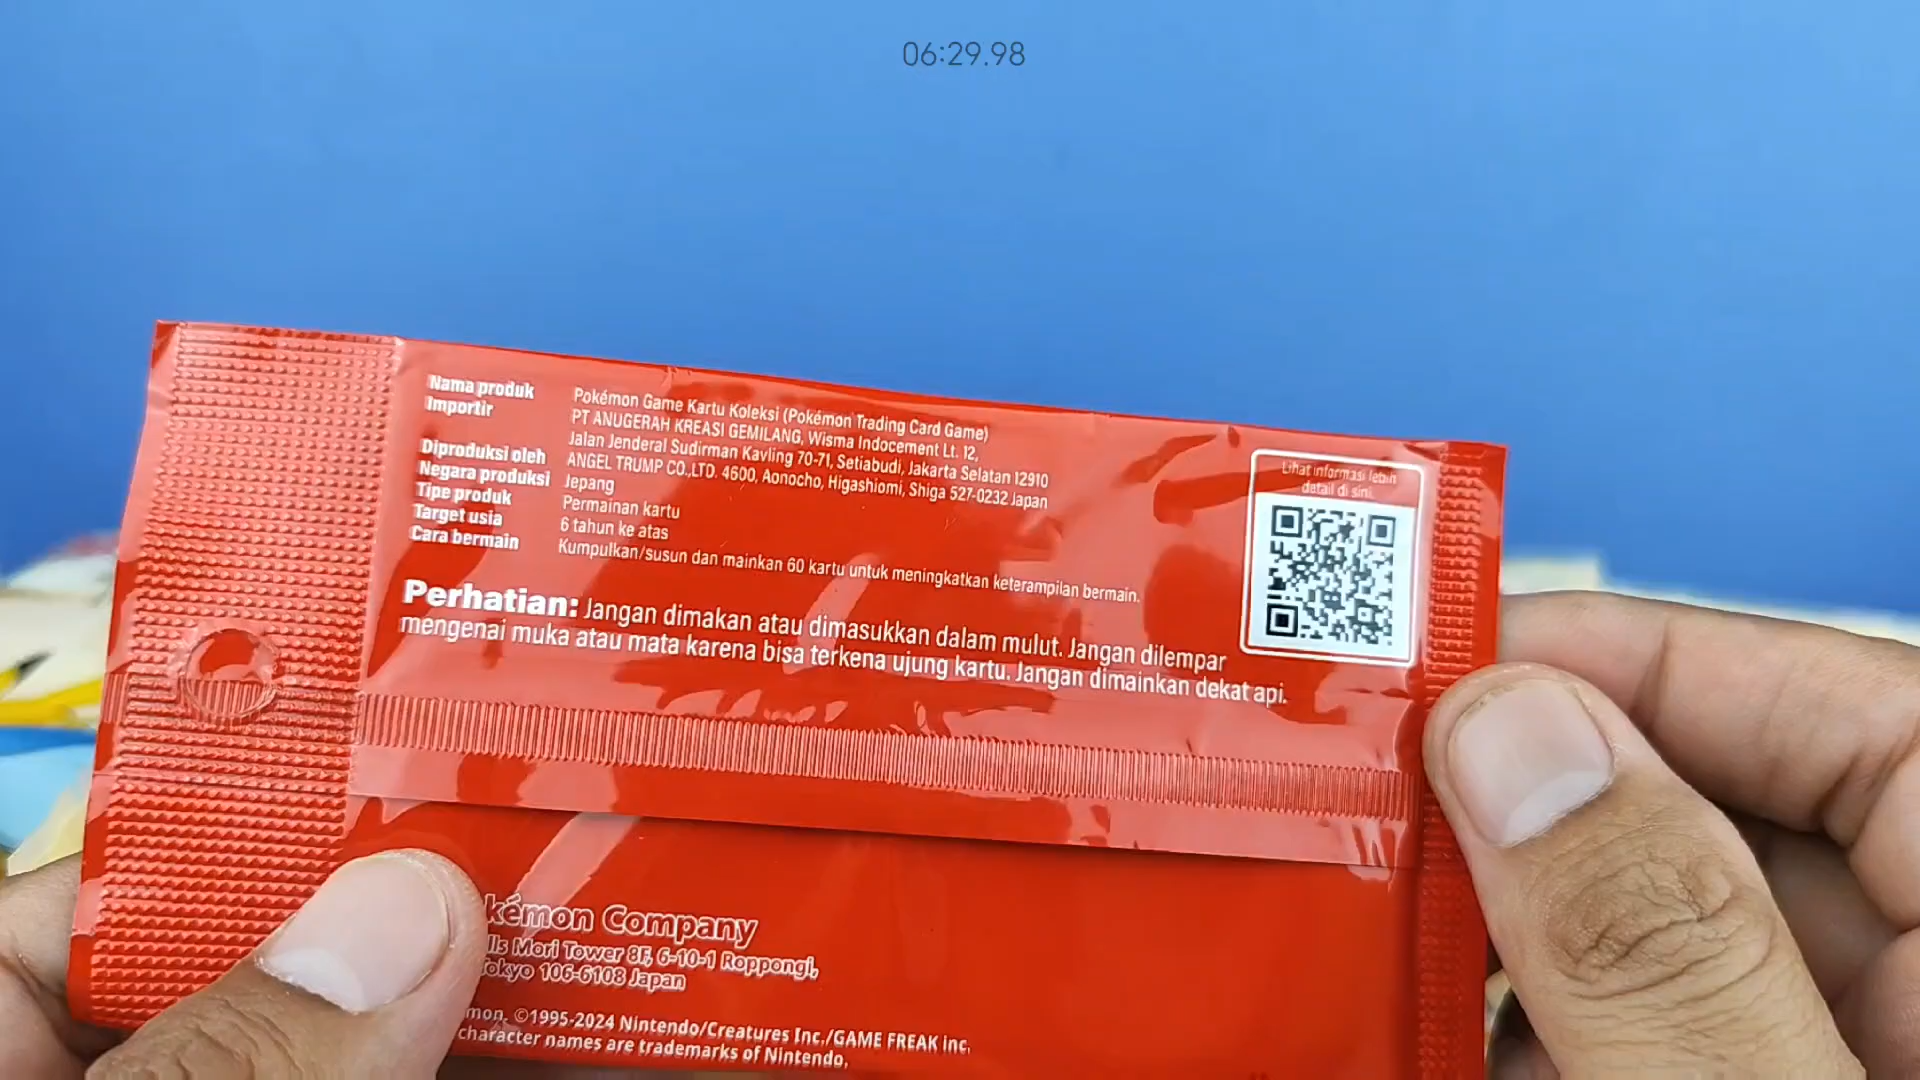 06:29.98
Nama produk Pokémon Game Kartu Koleksi (Pokémon Trading Card Game)
Importir PT ANUGERAH KREASI GEMILANG, Wisma Indocement Lt. 12,
Jalan Jenderal Sudirman Kavling 70-71, Setiabudi, Jakarta Selatan 12910
Diproduksi oleh ANGEL TRUMP CO.,LTD. 4600, Aonocho, Higashiomi, Shiga 527-0232 Japan
Negara produksi Jepang
Tipe produk Permainan kartu
Target usia 6 tahun ke atas
Cara bermain Kumpulkan/susun dan mainkan 60 kartu untuk meningkatkan keterampilan bermain.
Lihat informasi lebih
detail di sini.
Perhatian: Jangan dimakan atau dimasukkan dalam mulut. Jangan dilempar
mengenai muka atau mata karena bisa terkena ujung kartu. Jangan dimainkan dekat api.
kémon Company
lls Mori Tower 8F, 6-10-1 Roppongi,
Tokyo 106-6108 Japan
mon. ©1995-2024 Nintendo/Creatures Inc./GAME FREAK inc.
character names are trademarks of Nintendo.